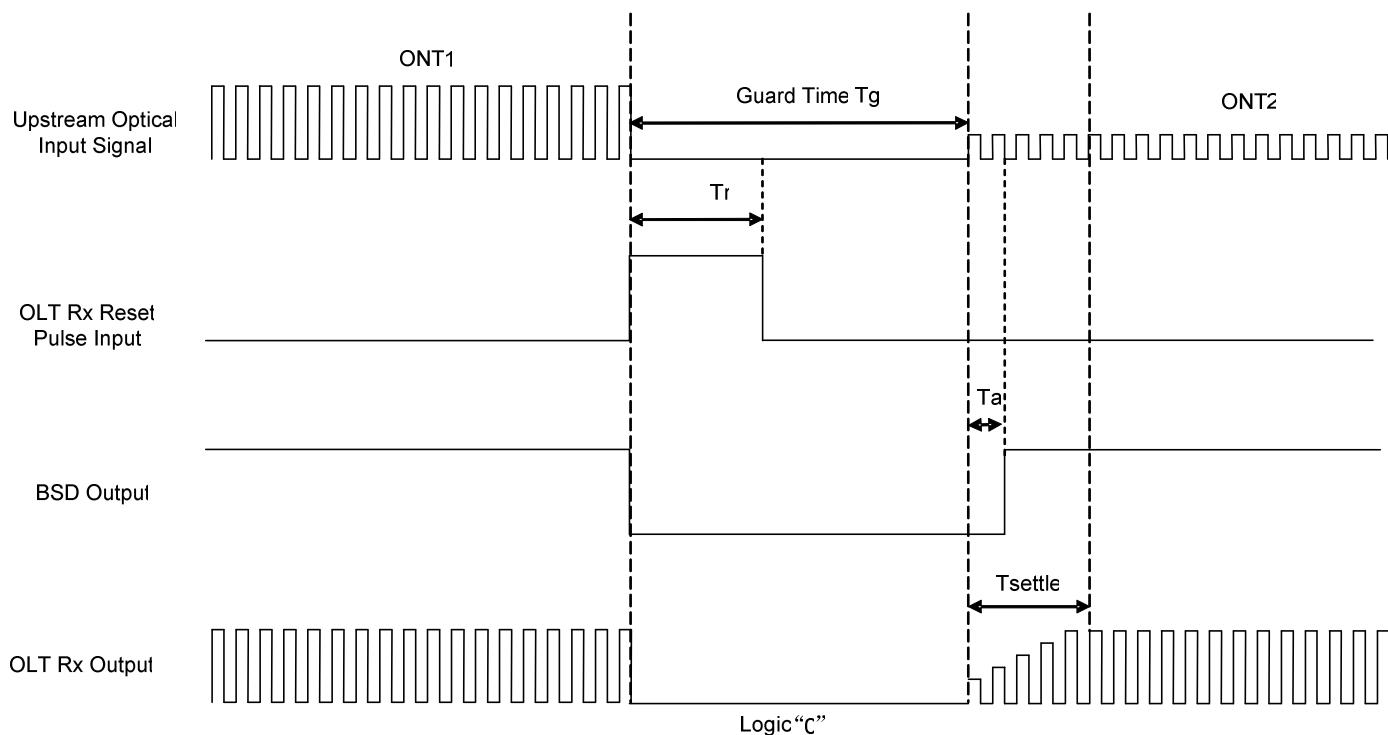 ONT1
Guard Time Tg
ONT2
Upstream Optical
Input Signal
Tr
OLT Rx Reset
Pulse Input
Ta
BSD Output
Tsettle
OLT Rx Output
Logic“0”